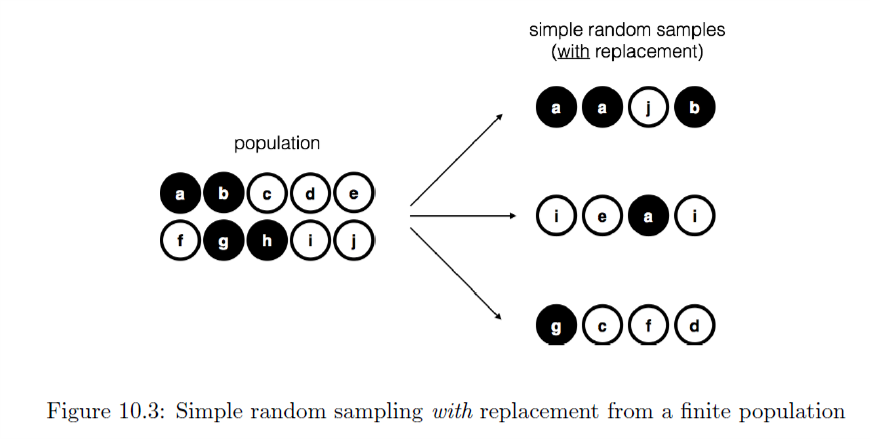 simple random samples
(with replacement)
a a j b
population
a b c d e
f g h i j
i e a i
g c f d
Figure 10.3: Simple random sampling with replacement from a finite population